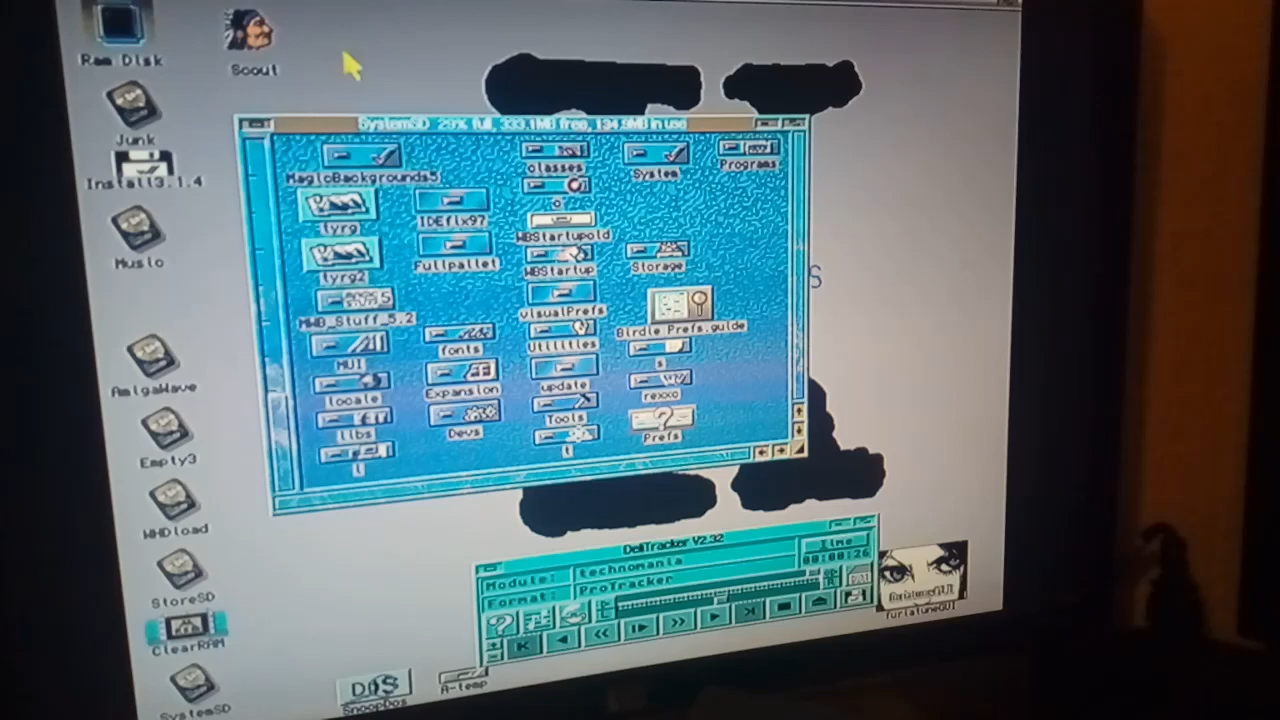 Ram Disk
Scout
Junk
Install3.1.4
Music
AmigaWave
Empty3
WHDload
StoreSD
ClearRAM
SystemSD
SystemSD 29% full, 333.1MB free, 134.9MB in use
MagicBackgrounds5
classes
System
Programs
tyrg
IDEfix97
c
WBStartupold
tyrg2
Fullpallet
WBStartup
Storage
MWB_Stuff_5.2
visualPrefs
Birdie Prefs.guide
MUI
fonts
Utilities
s
locale
Expansion
update
rexxc
libs
Devs
Tools
Prefs
l
t
S
DeliTracker V2.32
Module: technomania
Time
Format: ProTracker
00:00:26
furiatuneGUI
furiatuneGUI
DOS
SnoopDos
A-temp